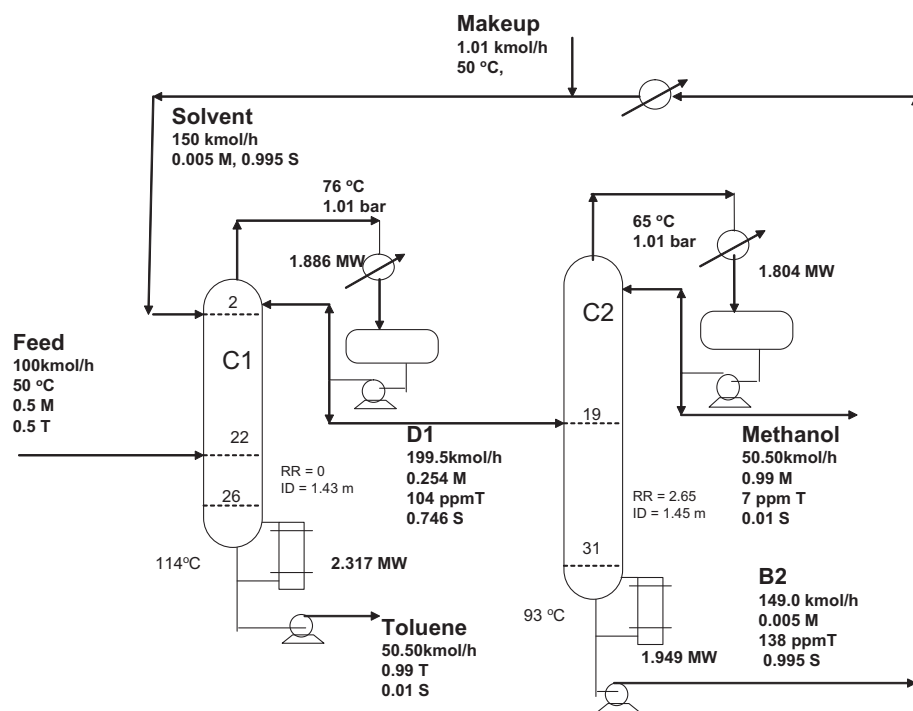 Makeup
1.01 kmol/h
50 ºC,
Solvent
150 kmol/h
0.005 M, 0.995 S
76 ºC
1.01 bar
1.886 MW
65 ºC
1.01 bar
1.804 MW
2
C1
22
26
Feed
100kmol/h
50 ºC
0.5 M
0.5 T
RR = 0
ID = 1.43 m
114ºC
2.317 MW
Toluene
50.50kmol/h
0.99 T
0.01 S
D1
199.5kmol/h
0.254 M
104 ppmT
0.746 S
C2
19
31
RR = 2.65
ID = 1.45 m
93 ºC
1.949 MW
Methanol
50.50kmol/h
0.99 M
7 ppm T
0.01 S
B2
149.0 kmol/h
0.005 M
138 ppmT
0.995 S